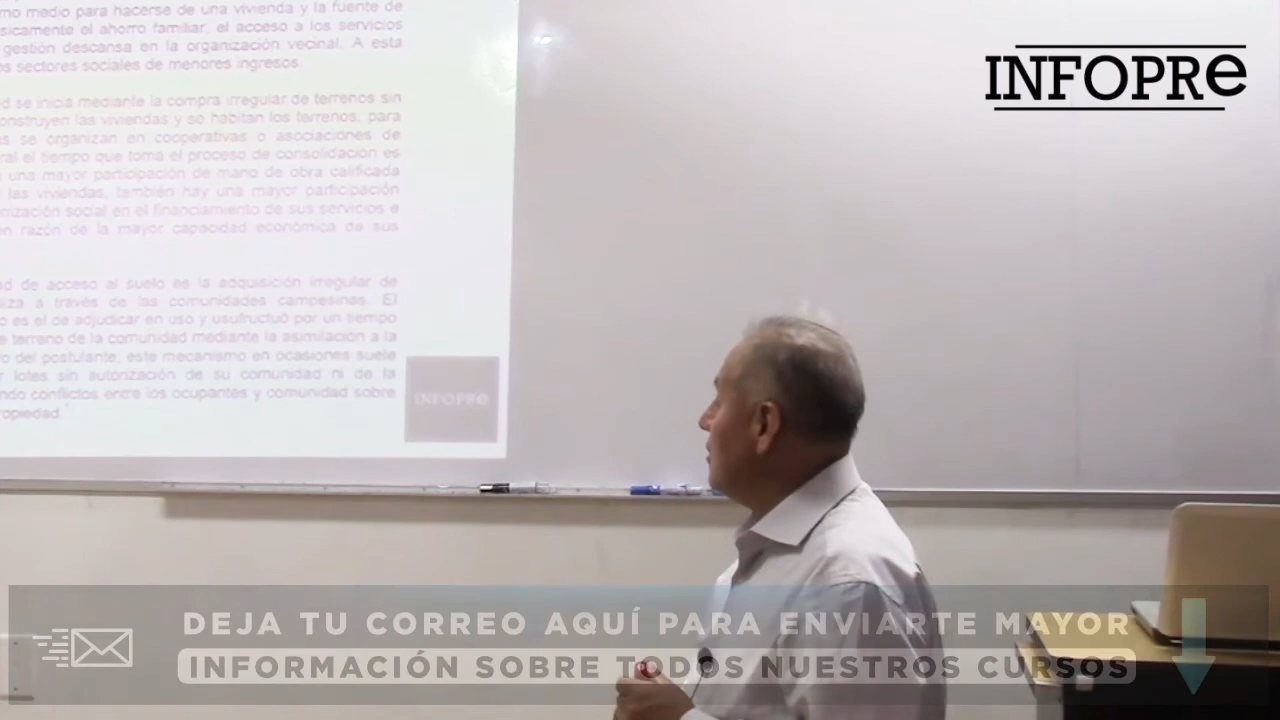 mo medio para hacerse de una vivienda y la fuente de
sicamente el ahorro familiar, el acceso a los servicios
gestión descansa en la organización vecinal. A esta
os sectores sociales de menores ingresos.
ed se inicia mediante la compra irregular de terrenos sin
onstruyen las viviendas y se habitan los terrenos, para
es se organizan en cooperativas o asociaciones de
ral el tiempo que toma el proceso de consolidación es
una mayor participación de mano de obra calificada
las viviendas, también hay una mayor participación
nización social en el financiamiento de sus servicios e
en razón de la mayor capacidad económica de sus
ad de acceso al suelo es la adquisición irregular de
liza a través de las comunidades campesinas. El
o es el de adjudicar en uso y usufructuó por un tiempo
e terreno de la comunidad mediante la asimilación a la
ro del postulante, este mecanismo en ocasiones suele
r lotes sin autorización de su comunidad ni de la
ndo conflictos entre los ocupantes y comunidad sobre
ropiedad.
INFOPRe
INFOPRe
DEJA TU CORREO AQUÍ PARA ENVIARTE MAYOR
INFORMACIÓN SOBRE TODOS NUESTROS CURSOS